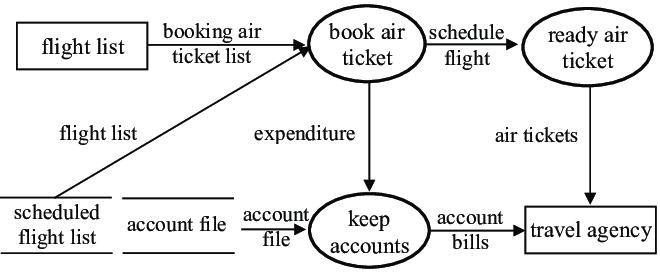 flight list
booking air
ticket list
book air
ticket
schedule
flight
ready air
ticket
flight list
expenditure
air tickets
scheduled
flight list
account file
account
file
keep
accounts
account
bills
travel agency